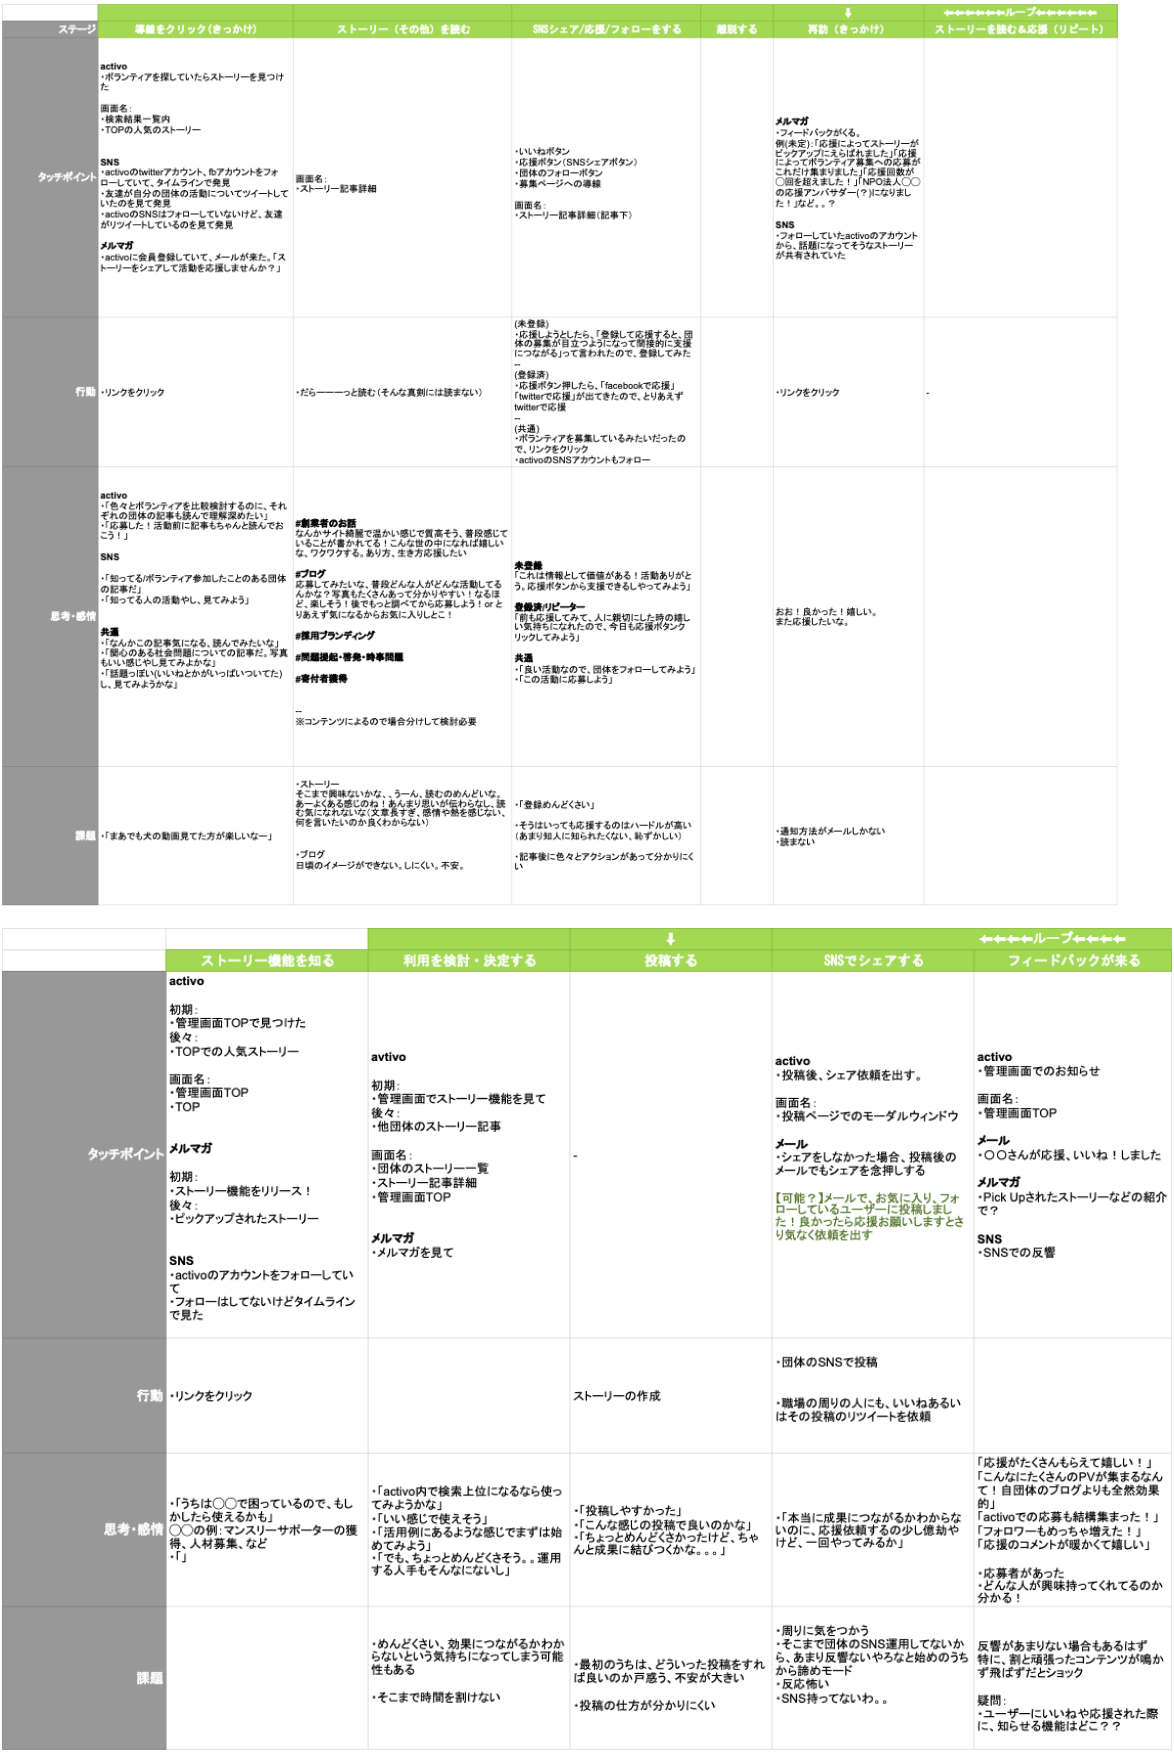 ⬇
⬅⬅⬅⬅⬅⬅ループ⬅⬅⬅⬅⬅⬅
ステージ
導線をクリック(きっかけ)
ストーリー(その他)を読む
SNSシェア/応援/フォローをする
離脱する
再訪(きっかけ)
ストーリーを読む&応援(リピート)
タッチポイント
activo
・ボランティアを探していたらストーリーを見つけ
た
画面名:
・検索結果一覧内
・TOPの人気のストーリー
SNS
・activoのtwitterアカウント、fbアカウントをフォ
ローしていて、タイムラインで発見
・友達が自分の団体の活動についてツイートして
いたのを見て発見
・activoのSNSはフォローしていないけど、友達
がリツイートしているのを見て発見
メルマガ
・activoに会員登録していて、メールが来た。「ス
トーリーをシェアして活動を応援しませんか?」
画面名:
・ストーリー記事詳細
・いいねボタン
・応援ボタン(SNSシェアボタン)
・団体のフォローボタン
・募集ページへの導線
画面名:
・ストーリー記事詳細(記事下)
メルマガ
・フィードバックがくる。
例(未定):「応援によってストーリーが
ピックアップにえらばれました」「応援
によってボランティア募集への応募が
これだけ集まりました」「応援回数が
〇回を超えました!」「NPO法人〇〇
の応援アンバサダー(?)になりまし
た!」など。。?
SNS
・フォローしていたactivoのアカウント
から、話題になってそうなストーリー
が共有されていた
行動
・リンクをクリック
・だらーーーっと読む(そんな真剣には読まない)
(未登録)
・応援しようとしたら、「登録して応援すると、団
体の募集が目立つようになって間接的に支援
につながる」って言われたので、登録してみた
--
(登録済)
・応援ボタン押したら、「facebookで応援」
「twitterで応援」が出てきたので、とりあえず
twitterで応援
--
(共通)
・ボランティアを募集しているみたいだったの
で、リンクをクリック
・activoのSNSアカウントもフォロー
・リンクをクリック
-
思考・感情
activo
・「色々とボランティアを比較検討するのに、それ
ぞれの団体の記事も読んで理解深めたい」
・「応募した!活動前に記事もちゃんと読んでお
こう!」
SNS
・「知ってる/ボランティア参加したことのある団体
の記事だ」
・「知ってる人の活動やし、見てみよう」
共通
・「なんかこの記事気になる、読んでみたいな」
・「関心のある社会問題についての記事だ。写真
もいい感じやし見てみよかな」
・「話題っぽい(いいねとかがいっぱいついてた)
し、見てみようかな」
#創業者のお話
なんかサイト綺麗で温かい感じで質高そう、普段感じて
いることが書かれてる!こんな世の中になれば嬉しい
な、ワクワクする。あり方、生き方応援したい
#ブログ
応募してみたいな、普段どんな人がどんな活動してる
んかな?写真もたくさんあって分かりやすい!なるほ
ど、楽しそう!後でもっと調べてから応募しよう!or と
りあえず気になるからお気に入りしとこ!
#採用ブランディング
#問題提起・啓発・時事問題
#寄付者獲得
--
※コンテンツによるので場合分けして検討必要
未登録
「これは情報として価値がある!活動ありがと
う。応援ボタンから支援できるしやってみよう」
登録済/リピーター
「前も応援してみて、人に親切にした時の嬉し
い気持ちになれたので、今日も応援ボタンク
リックしてみよう」
共通
・「良い活動なので、団体をフォローしてみよう」
・「この活動に応募しよう」
おお!良かった!嬉しい。
また応援したいな。
課題
・「まあでも犬の動画見てた方が楽しいなー」
・ストーリー
そこまで興味ないかな、、うーん、読むのめんどいな。
あーよくある感じのね!あんまり思いが伝わらなし、読
む気になれないな(文章長すぎ、感情や熱を感じない、
何を言いたいのか良くわからない)
・ブログ
日頃のイメージができない。しにくい。不安。
・「登録めんどくさい」
・そうはいっても応援するのはハードルが高い
(あまり知人に知られたくない、恥ずかしい)
・記事後に色々とアクションがあって分かりにく
い
・通知方法がメールしかない
・読まない
⬇
⬅⬅⬅⬅ループ⬅⬅⬅⬅
ストーリー機能を知る
利用を検討・決定する
投稿する
SNSでシェアする
フィードバックが来る
タッチポイント
activo
初期:
・管理画面TOPで見つけた
後々:
・TOPでの人気ストーリー
画面名:
・管理画面TOP
・TOP
メルマガ
初期:
・ストーリー機能をリリース!
後々:
・ピックアップされたストーリー
SNS
・activoのアカウントをフォローしてい
て
・フォローはしてないけどタイムライン
で見た
avtivo
初期:
・管理画面でストーリー機能を見て
後々:
・他団体のストーリー記事
画面名:
・団体のストーリー一覧
・ストーリー記事詳細
・管理画面TOP
メルマガ
・メルマガを見て
-
activo
・投稿後、シェア依頼を出す。
画面名:
・投稿ページでのモーダルウィンドウ
メール
・シェアをしなかった場合、投稿後の
メールでもシェアを念押しする
【可能?】メールで、お気に入り、フォ
ローしているユーザーに投稿しまし
た!良かったら応援お願いしますとさ
り気なく依頼を出す
activo
・管理画面でのお知らせ
画面名:
・管理画面TOP
メール
・〇〇さんが応援、いいね!しました
メルマガ
・Pick Upされたストーリーなどの紹介
で?
SNS
・SNSでの反響
行動
・リンクをクリック
ストーリーの作成
・団体のSNSで投稿
・職場の周りの人にも、いいねあるい
はその投稿のリツイートを依頼
思考・感情
・「うちは〇〇で困っているので、もし
かしたら使えるかも」
〇〇の例:マンスリーサポーターの獲
得、人材募集、など
・「」
・「activo内で検索上位になるなら使っ
てみようかな」
・「いい感じで使えそう」
・「活用例にあるような感じでまずは始
めてみよう」
・「でも、ちょっとめんどくさそう。。運用
する人手もそんなにないし」
・「投稿しやすかった」
・「こんな感じの投稿で良いのかな」
・「ちょっとめんどくさかったけど、ちゃ
んと成果に結びつくかな。。。」
・「本当に成果につながるかわからな
いのに、応援依頼するの少し億劫や
けど、一回やってみるか」
「応援がたくさんもらえて嬉しい!」
「こんなにたくさんのPVが集まるなん
て!自団体のブログよりも全然効果
的」
「activoでの応募も結構集まった!」
「フォロワーもめっちゃ増えた!」
「応援のコメントが暖かくて嬉しい」
・応募者があった
・どんな人が興味持ってくれてるのか
分かる!
課題
・めんどくさい、効果につながるかわか
らないという気持ちになってしまう可能
性もある
・そこまで時間を割けない
・最初のうちは、どういった投稿をすれ
ば良いのか戸惑う、不安が大きい
・投稿の仕方が分かりにくい
・周りに気をつかう
・そこまで団体のSNS運用してないか
ら、あまり反響ないやろなと始めのうち
から諦めモード
・反応怖い
・SNS持ってないわ。。
反響があまりない場合もあるはず
特に、割と頑張ったコンテンツが鳴か
ず飛ばずだとショック
疑問:
・ユーザーにいいねや応援された際
に、知らせる機能はどこ??